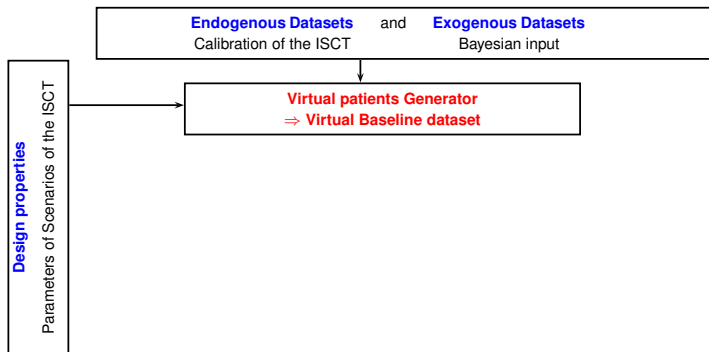 Endogenous Datasets and Exogenous Datasets
Calibration of the ISCT Bayesian input
Virtual patients Generator
⇒ Virtual Baseline dataset
Design properties
Parameters of Scenarios of the ISCT